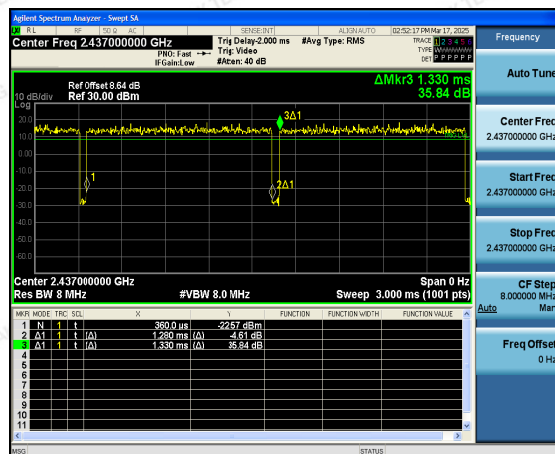 Agilent Spectrum Anayzer - Swept SA
RL RF 50 Ω AC SENSE:INT ALIGN AUTO 02:52:17 PM Mar 17, 2025
Center Freq 2.437000000 GHz Trig Delay-2.000 ms #Avg Type: RMS TRACE 1 2 3 4 5 6
PNO: Fast Trig: Video TYPE
IFGain:Low #Atten: 40 dB DET P P P P P P
ΔMkr3 1.330 ms
35.84 dB
Ref Offset 8.64 dB
10 dB/div Ref 30.00 dBm
Log
20.0
10.0
0.00
-10.0
-20.0
-30.0
-40.0
-50.0
-60.0
3Δ1
1
2Δ1
Center 2.437000000 GHz Span 0 Hz
Res BW 8 MHz #VBW 8.0 MHz Sweep 3.000 ms (1001 pts)
MKR MODE TRC SCL X Y FUNCTION FUNCTION WIDTH FUNCTION VALUE
1 N 1 t 360.0 µs -22.57 dBm
2 Δ1 1 t (Δ) 1.280 ms (Δ) -4.61 dB
3 Δ1 1 t (Δ) 1.330 ms (Δ) 35.84 dB
4
5
6
7
8
9
10
11
MSG STATUS
Frequency
Auto Tune
Center Freq
2.437000000 GHz
Start Freq
2.437000000 GHz
Stop Freq
2.437000000 GHz
CF Step
8.000000 MHz
Auto Man
Freq Offset
0 Hz